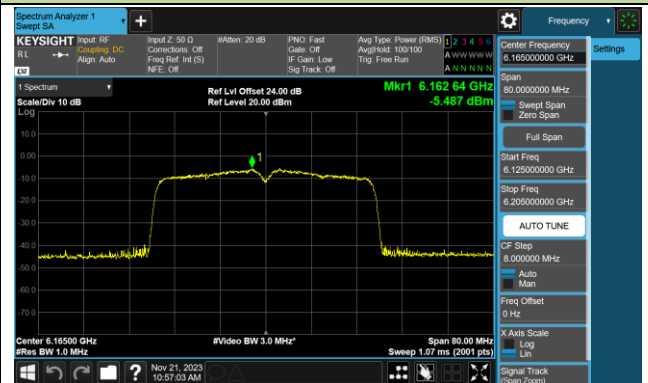 Spectrum Analyzer 1
Swept SA
+
Frequency
KEYSIGHT
RL
LXI
Input: RF
Coupling: DC
Align: Auto
Input Z: 50 Ω
Corrections: Off
Freq Ref: Int (S)
NFE: Off
#Atten: 20 dB
PNO: Fast
Gate: Off
IF Gain: Low
Sig Track: Off
Avg Type: Power (RMS)
Avg|Hold: 100/100
Trig: Free Run
1 2 3 4 5 6
A W W W W W
A N N N N N
1 Spectrum
Scale/Div 10 dB
Log
Ref Lvl Offset 24.00 dB
Ref Level 20.00 dBm
Mkr1 6.162 64 GHz
-5.487 dBm
10.0
0.00
-10.0
-20.0
-30.0
-40.0
-50.0
-60.0
-70.0
1
Center 6.16500 GHz
#Res BW 1.0 MHz
#Video BW 3.0 MHz*
Span 80.00 MHz
Sweep 1.07 ms (2001 pts)
Nov 21, 2023
10:57:03 AM
?
Center Frequency
6.165000000 GHz
Span
80.0000000 MHz
Swept Span
Zero Span
Full Span
Start Freq
6.125000000 GHz
Stop Freq
6.205000000 GHz
AUTO TUNE
CF Step
8.000000 MHz
Auto
Man
Freq Offset
0 Hz
X Axis Scale
Log
Lin
Signal Track
(Span Zoom)
Settings